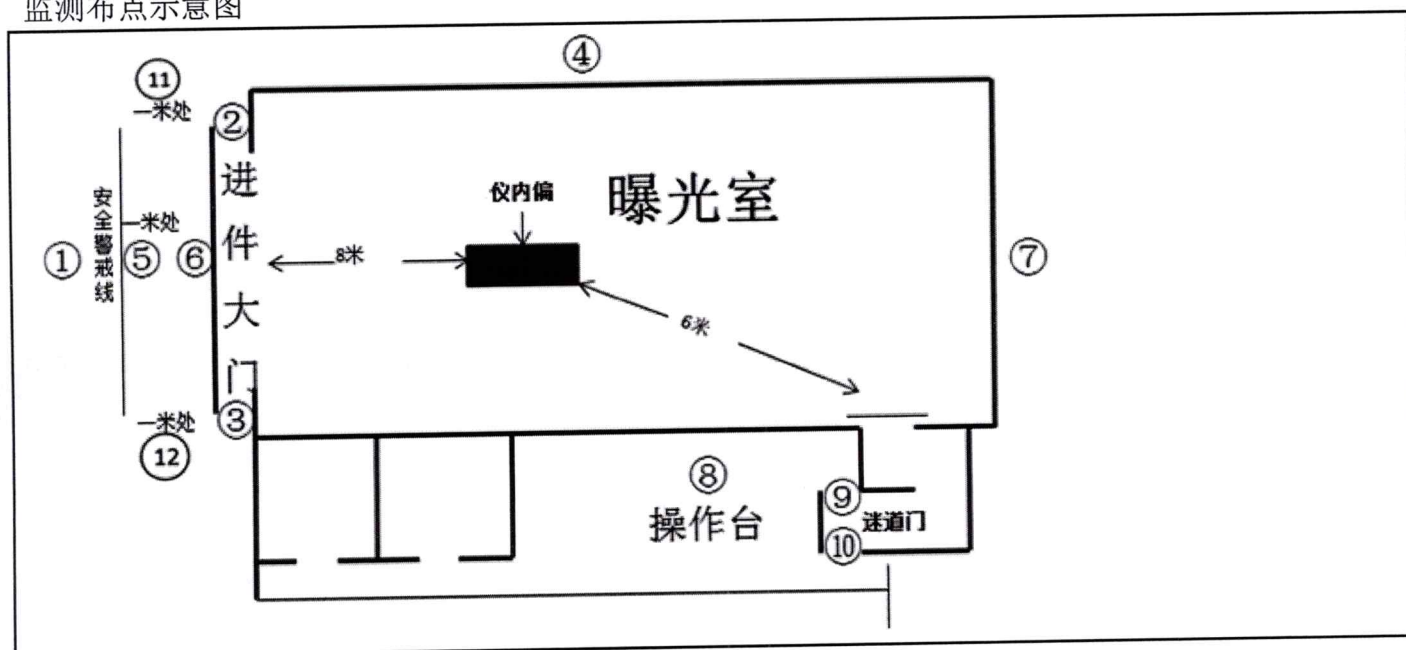 监测布点示意图
④
11
一米处
②
进件大门
仪内偏
曝光室
安全警戒线
一米处
①
⑤
⑥
8米
⑦
6米
一米处
③
12
⑧
操作台
⑨
迷道门
⑩